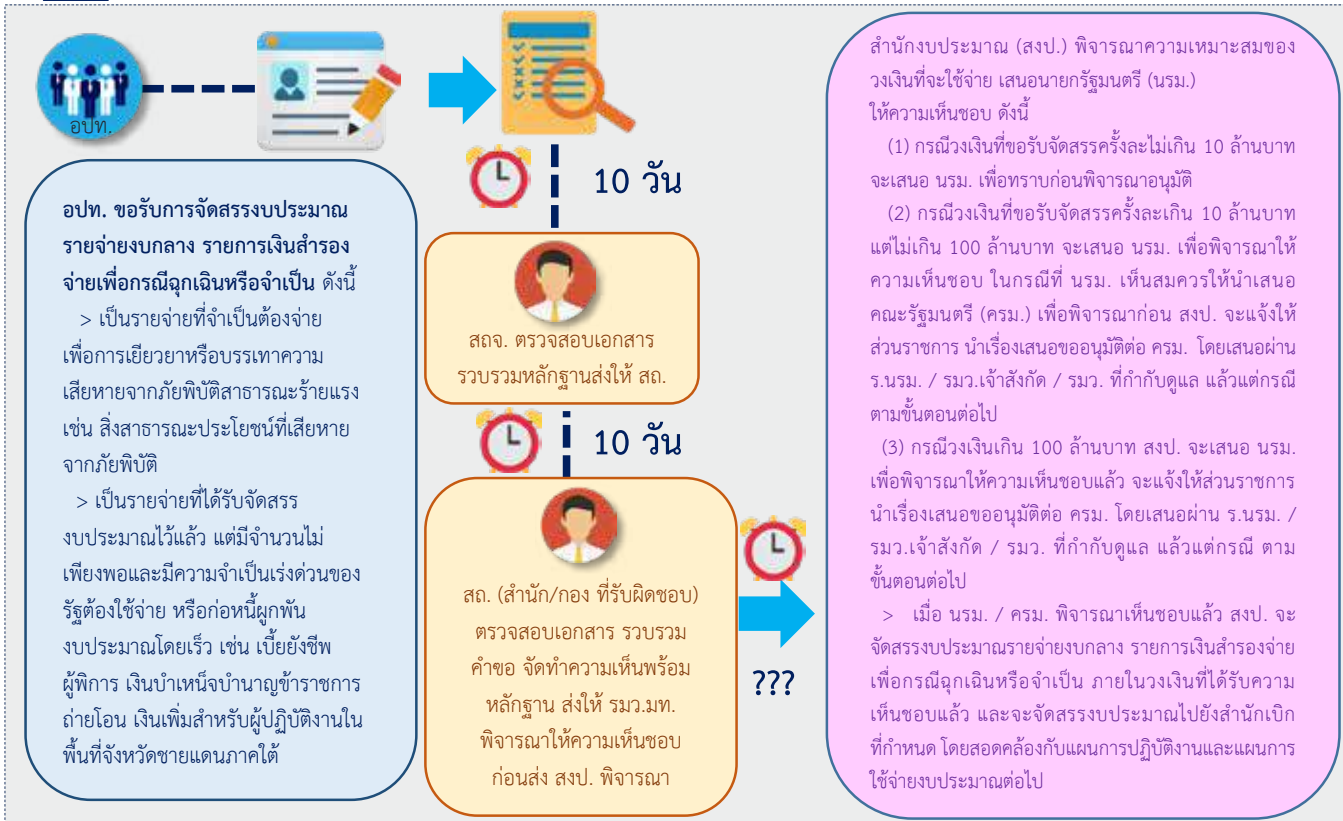 อปท.
อปท. ขอรับการจัดสรรงบประมาณ
รายจ่ายงบกลาง รายการเงินสำรอง
จ่ายเพื่อกรณีฉุกเฉินหรือจำเป็น ดังนี้
> เป็นรายจ่ายที่จำเป็นต้องจ่าย
เพื่อการเยียวยาหรือบรรเทาความ
เสียหายจากภัยพิบัติสาธารณะร้ายแรง
เช่น สิ่งสาธารณะประโยชน์ที่เสียหาย
จากภัยพิบัติ
> เป็นรายจ่ายที่ได้รับจัดสรร
งบประมาณไว้แล้ว แต่มีจำนวนไม่
เพียงพอและมีความจำเป็นเร่งด่วนของ
รัฐต้องใช้จ่าย หรือก่อหนี้ผูกพัน
งบประมาณโดยเร็ว เช่น เบี้ยยังชีพ
ผู้พิการ เงินบำเหน็จบำนาญข้าราชการ
ถ่ายโอน เงินเพิ่มสำหรับผู้ปฏิบัติงานใน
พื้นที่จังหวัดชายแดนภาคใต้
10 วัน
สถจ. ตรวจสอบเอกสาร
รวบรวมหลักฐานส่งให้ สถ.
10 วัน
สถ. (สำนัก/กอง ที่รับผิดชอบ)
ตรวจสอบเอกสาร รวบรวม
คำขอ จัดทำความเห็นพร้อม
หลักฐาน ส่งให้ รมว.มท.
พิจารณาให้ความเห็นชอบ
ก่อนส่ง สงป. พิจารณา
???
สำนักงบประมาณ (สงป.) พิจารณาความเหมาะสมของ
วงเงินที่จะใช้จ่าย เสนอนายกรัฐมนตรี (นรม.)
ให้ความเห็นชอบ ดังนี้
(1) กรณีวงเงินที่ขอรับจัดสรรครั้งละไม่เกิน 10 ล้านบาท
จะเสนอ นรม. เพื่อทราบก่อนพิจารณาอนุมัติ
(2) กรณีวงเงินที่ขอรับจัดสรรครั้งละเกิน 10 ล้านบาท
แต่ไม่เกิน 100 ล้านบาท จะเสนอ นรม. เพื่อพิจารณาให้
ความเห็นชอบ ในกรณีที่ นรม. เห็นสมควรให้นำเสนอ
คณะรัฐมนตรี (ครม.) เพื่อพิจารณาก่อน สงป. จะแจ้งให้
ส่วนราชการ นำเรื่องเสนอขออนุมัติต่อ ครม. โดยเสนอผ่าน
ร.นรม. / รมว.เจ้าสังกัด / รมว. ที่กำกับดูแล แล้วแต่กรณี
ตามขั้นตอนต่อไป
(3) กรณีวงเงินเกิน 100 ล้านบาท สงป. จะเสนอ นรม.
เพื่อพิจารณาให้ความเห็นชอบแล้ว จะแจ้งให้ส่วนราชการ
นำเรื่องเสนอขออนุมัติต่อ ครม. โดยเสนอผ่าน ร.นรม. /
รมว.เจ้าสังกัด / รมว. ที่กำกับดูแล แล้วแต่กรณี ตาม
ขั้นตอนต่อไป
> เมื่อ นรม. / ครม. พิจารณาเห็นชอบแล้ว สงป. จะ
จัดสรรงบประมาณรายจ่ายงบกลาง รายการเงินสำรองจ่าย
เพื่อกรณีฉุกเฉินหรือจำเป็น ภายในวงเงินที่ได้รับความ
เห็นชอบแล้ว และจะจัดสรรงบประมาณไปยังสำนักเบิก
ที่กำหนด โดยสอดคล้องกับแผนการปฏิบัติงานและแผนการ
ใช้จ่ายงบประมาณต่อไป